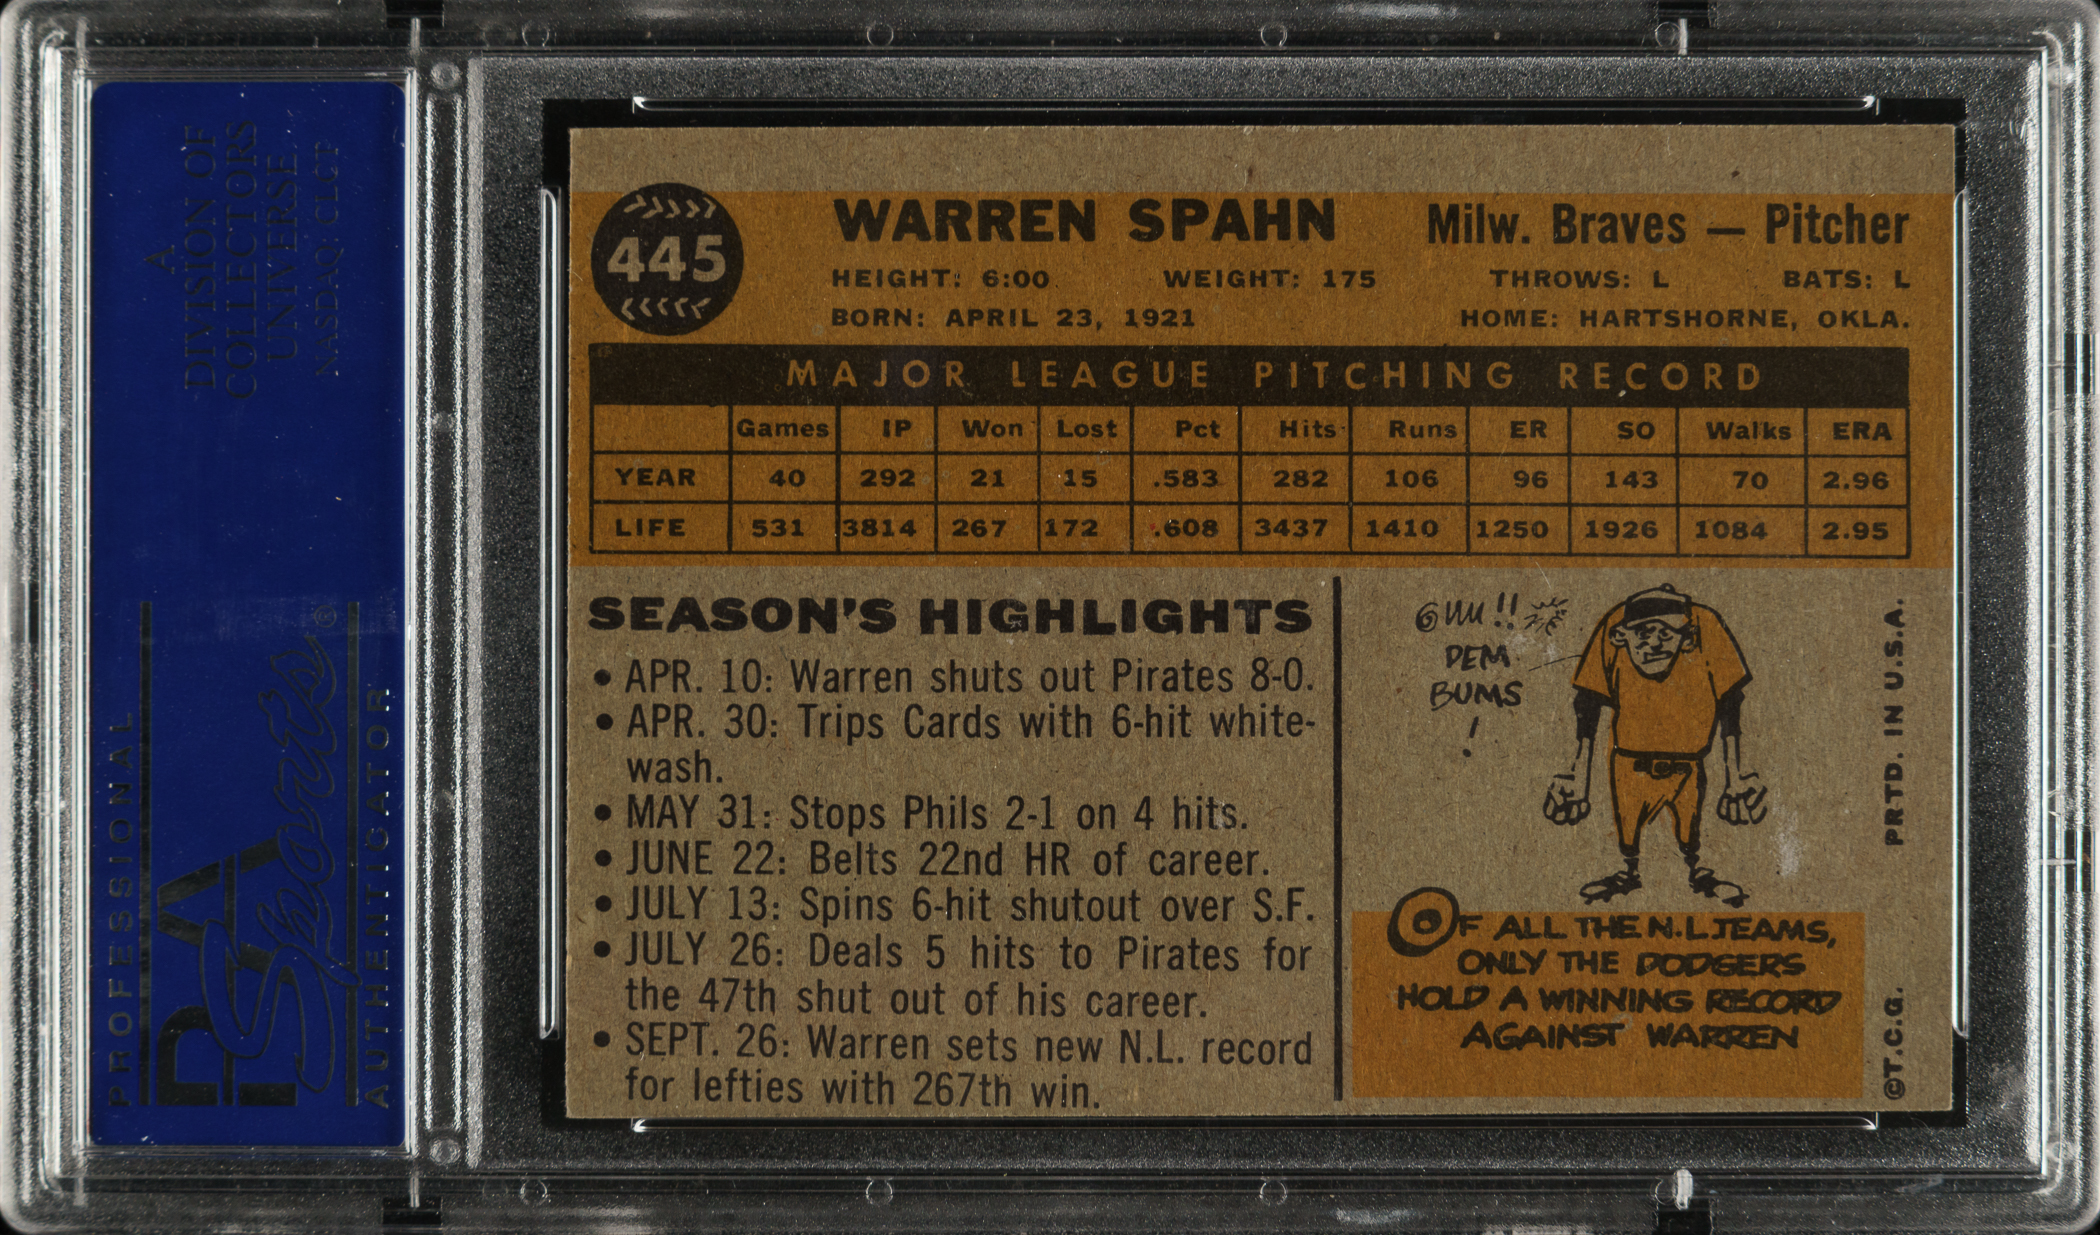 A
DIVISION OF
COLLECTORS
UNIVERSE
NASDAQ: CLCT
PROFESSIONAL
PSA
Sports®
AUTHENTICATOR
445
WARREN SPAHN
Milw. Braves — Pitcher
HEIGHT: 6:00 WEIGHT: 175 THROWS: L BATS: L
BORN: APRIL 23, 1921 HOME: HARTSHORNE, OKLA.
MAJOR LEAGUE PITCHING RECORD
Games IP Won Lost Pct Hits Runs ER SO Walks ERA
YEAR 40 292 21 15 .583 282 106 96 143 70 2.96
LIFE 531 3814 267 172 .608 3437 1410 1250 1926 1084 2.95
SEASON'S HIGHLIGHTS
• APR. 10: Warren shuts out Pirates 8-0.
• APR. 30: Trips Cards with 6-hit white-
wash.
• MAY 31: Stops Phils 2-1 on 4 hits.
• JUNE 22: Belts 22nd HR of career.
• JULY 13: Spins 6-hit shutout over S.F.
• JULY 26: Deals 5 hits to Pirates for
the 47th shut out of his career.
• SEPT. 26: Warren sets new N.L. record
for lefties with 267th win.
DEM
BUMS
!
OF ALL THE N.L. TEAMS,
ONLY THE DODGERS
HOLD A WINNING RECORD
AGAINST WARREN
PRTD. IN U.S.A.
©T.C.G.